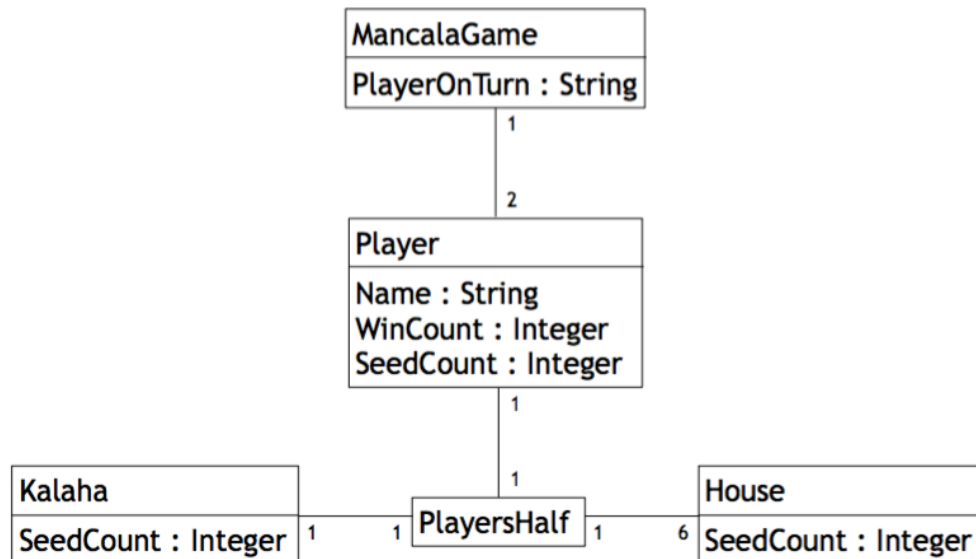 MancalaGame
PlayerOnTurn : String
1
2
Player
Name : String
WinCount : Integer
SeedCount : Integer
1
1
Kalaha
SeedCount : Integer
1
1
PlayersHalf
1
6
House
SeedCount : Integer